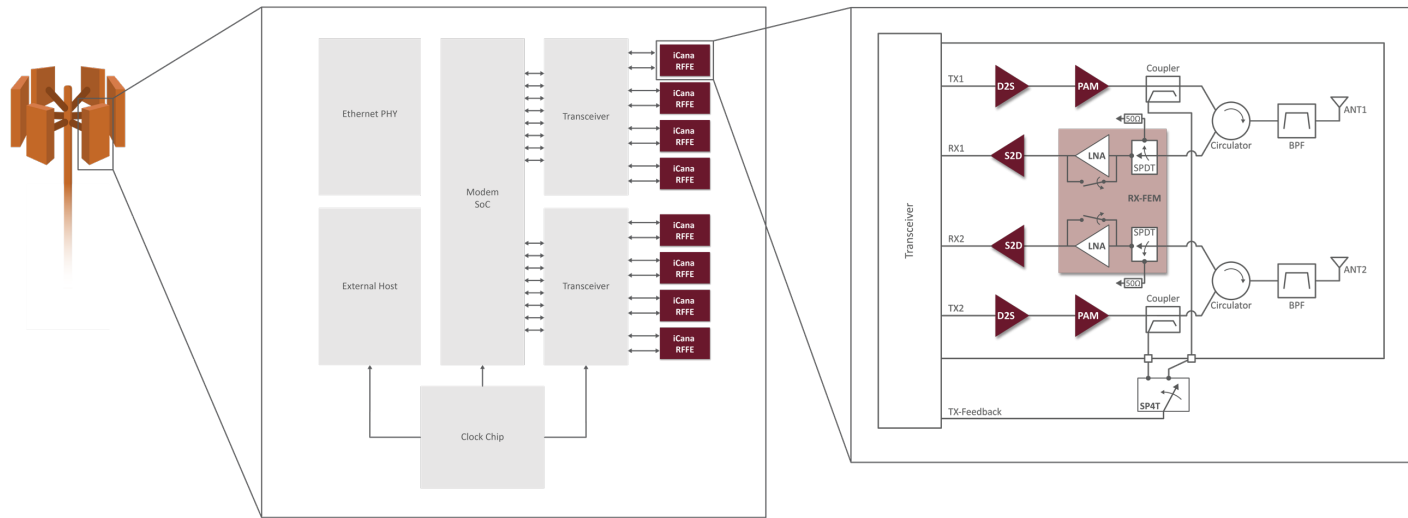 Ethernet PHY
External Host
Modem
SoC
Transceiver
Transceiver
Clock Chip
iCana
RFFE
iCana
RFFE
iCana
RFFE
iCana
RFFE
iCana
RFFE
iCana
RFFE
iCana
RFFE
iCana
RFFE
Transceiver
TX1
D2S
PAM
Coupler
Circulator
BPF
ANT1
50Ω
RX1
S2D
LNA
SPDT
RX-FEM
RX2
S2D
LNA
SPDT
50Ω
TX2
D2S
PAM
Coupler
Circulator
BPF
ANT2
SP4T
TX-Feedback